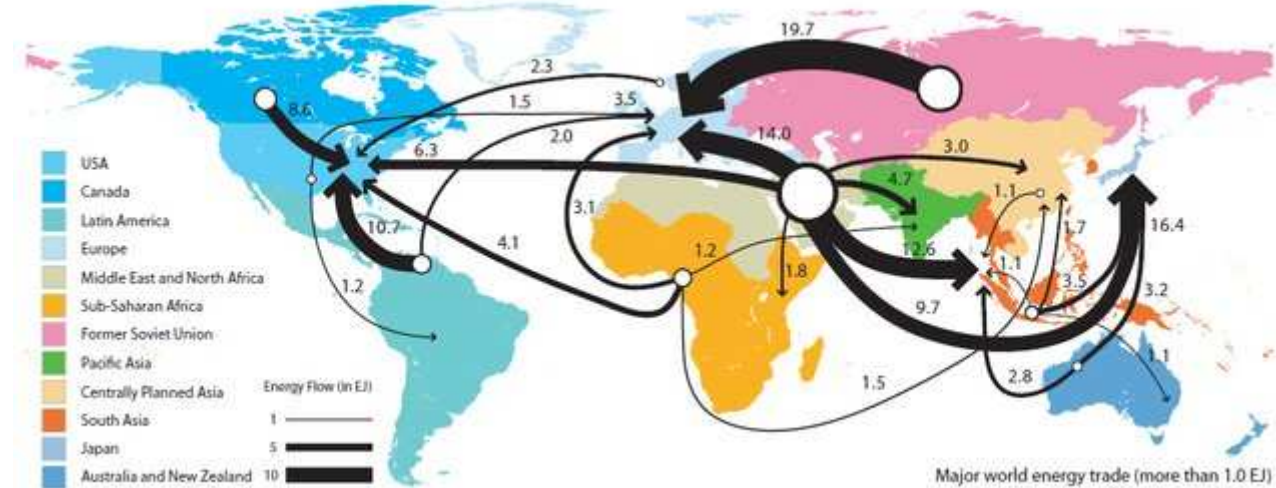 19.7
2.3
8.6
1.5
3.5
2.0
14.0
3.0
6.3
4.7
1.1
3.1
10.7
16.4
1.7
4.1
1.2
12.6
1.8
1.1
3.5
3.2
1.2
9.7
1.1
1.5
2.8
USA
Canada
Latin America
Europe
Middle East and North Africa
Sub-Saharan Africa
Former Soviet Union
Pacific Asia
Centrally Planned Asia
South Asia
Japan
Australia and New Zealand
Energy Flow (in EJ)
1
5
10
Major world energy trade (more than 1.0 EJ)